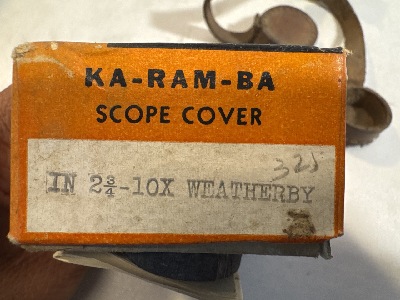 KA-RAM-BA
SCOPE COVER
325
IN 2¾-10X WEATHERBY